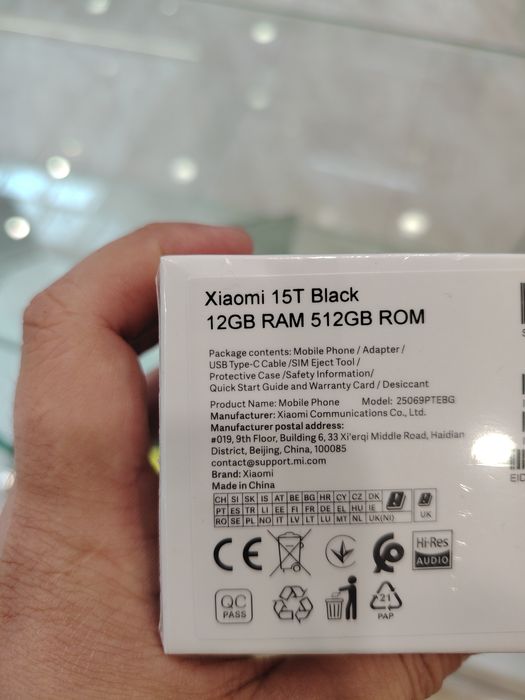 Xiaomi 15T Black
12GB RAM 512GB ROM
Package contents: Mobile Phone / Adapter /
USB Type-C Cable /SIM Eject Tool /
Protective Case /Safety Information/
Quick Start Guide and Warranty Card / Desiccant
Product Name: Mobile Phone Model: 25069PTEBG
Manufacturer: Xiaomi Communications Co., Ltd.
Manufacturer postal address:
#019, 9th Floor, Building 6, 33 Xi'erqi Middle Road, Haidian
District, Beijing, China, 100085
contact@support.mi.com
Brand: Xiaomi
Made in China
CH SI SK IS AT BE BG HR CY CZ DK
PT ES TR LI EE FI FR DE EL HU IE
RO SE PL NO IT LV LT LU MT NL UK(NI)
UK
CE
Hi-Res
AUDIO
QC
PASS
21
PAP
EID